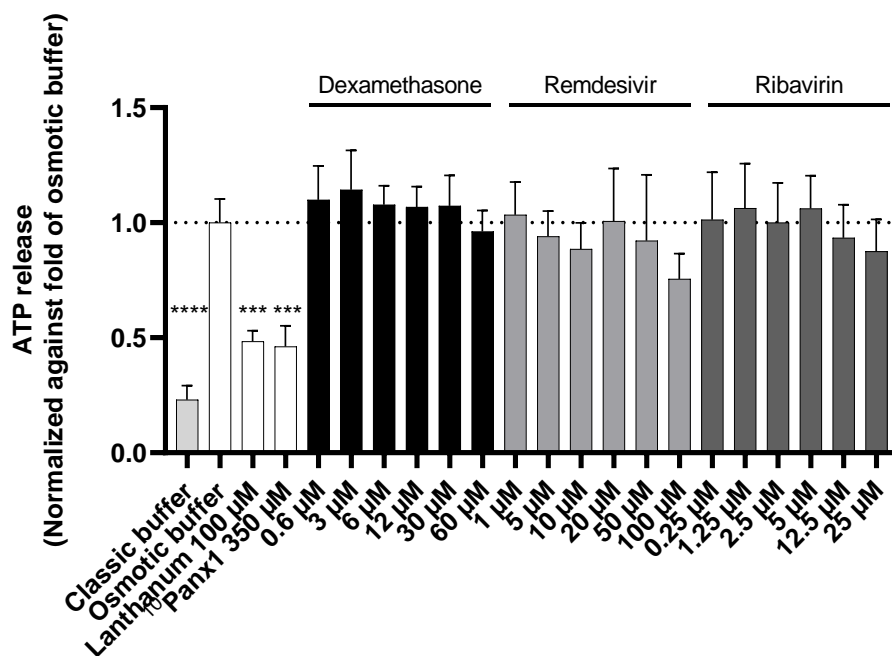 Dexamethasone Remdesivir Ribavirin
ATP release
(Normalized against fold of osmotic buffer)
1.5
1.0
0.5
0.0
**** *** ***
Classic buffer
Osmotic buffer
Lanthanum 100 µM
10Panx1 350 µM
0.6 µM
3 µM
6 µM
12 µM
30 µM
60 µM
1 µM
5 µM
10 µM
20 µM
50 µM
100 µM
0.25 µM
1.25 µM
2.5 µM
5 µM
12.5 µM
25 µM